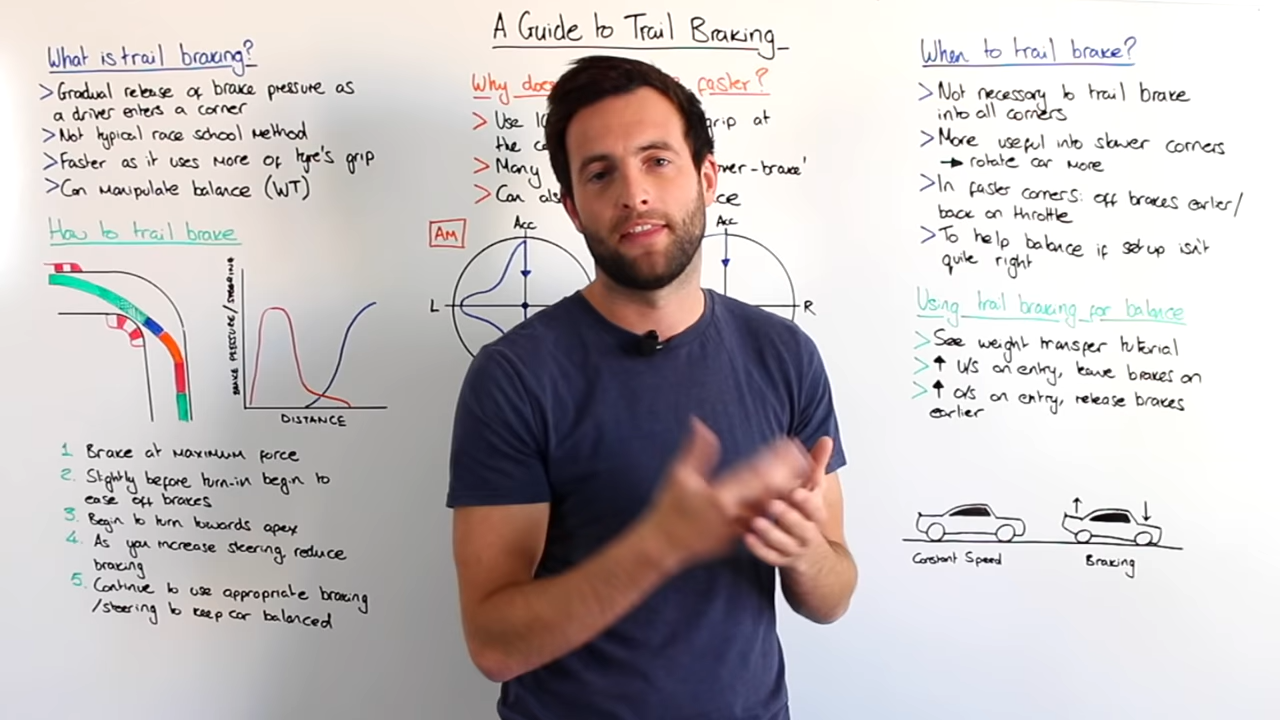 A Guide to Trail Braking
What is trail braking?
> Gradual release of brake pressure as
a driver enters a corner
> Not typical race school method
> Faster as it uses more of tyre's grip
> Can manipulate balance (WT)
How to trail brake
BRAKE PRESSURE/STEERING
DISTANCE
1. Brake at maximum force
2. Slightly before turn-in begin to
ease off brakes
3. Begin to turn towards apex
4. As you increase steering reduce
braking
5. Continue to use appropriate braking
/steering to keep car balanced
Why does faster?
> Use grip at
the
> Many over-brake'
> Can
AM
Acc
L
Acc
R
When to trail brake?
> Not necessary to trail brake
into all corners
> More useful into slower corners
→ rotate car more
> In faster corners: off brakes earlier/
back on throttle
> To help balance if setup isn't
quite right
Using trail braking for balance
> See weight transfer tutorial
> ↑ U/S on entry, leave brakes on
> ↑ O/S on entry, release brakes
earlier
Constant Speed
Braking